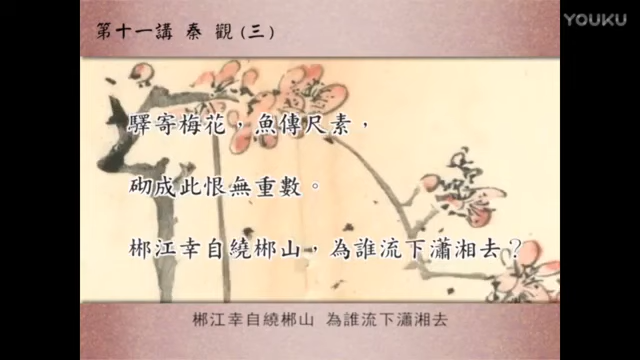 第十一講 秦 觀(三)
YOUKU
驛寄梅花，魚傳尺素，
砌成此恨無重數。
郴江幸自繞郴山，為誰流下瀟湘去？
郴江幸自繞郴山 為誰流下瀟湘去